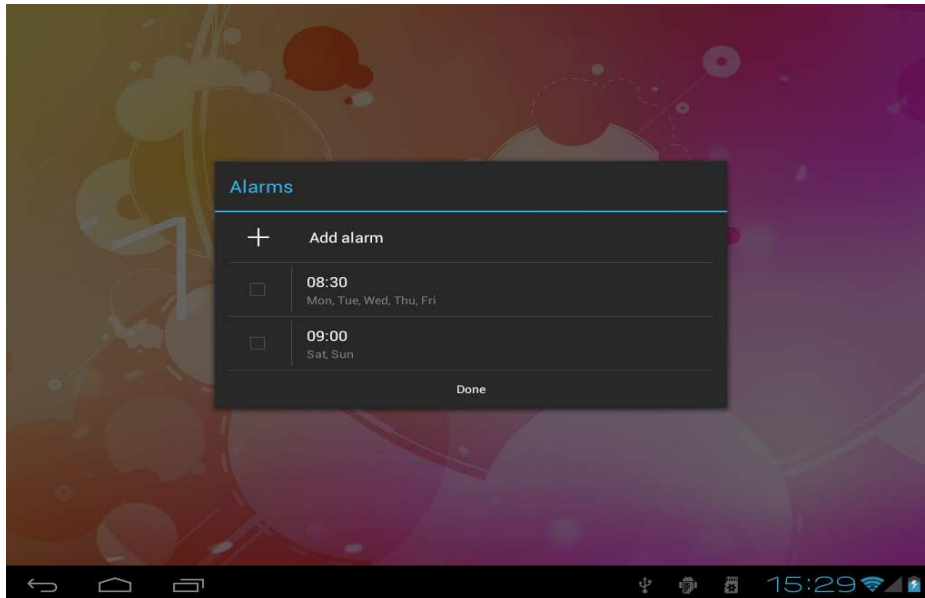 Alarms
Add alarm
08:30
Mon, Tue, Wed, Thu, Fri
09:00
Sat, Sun
Done
15:29